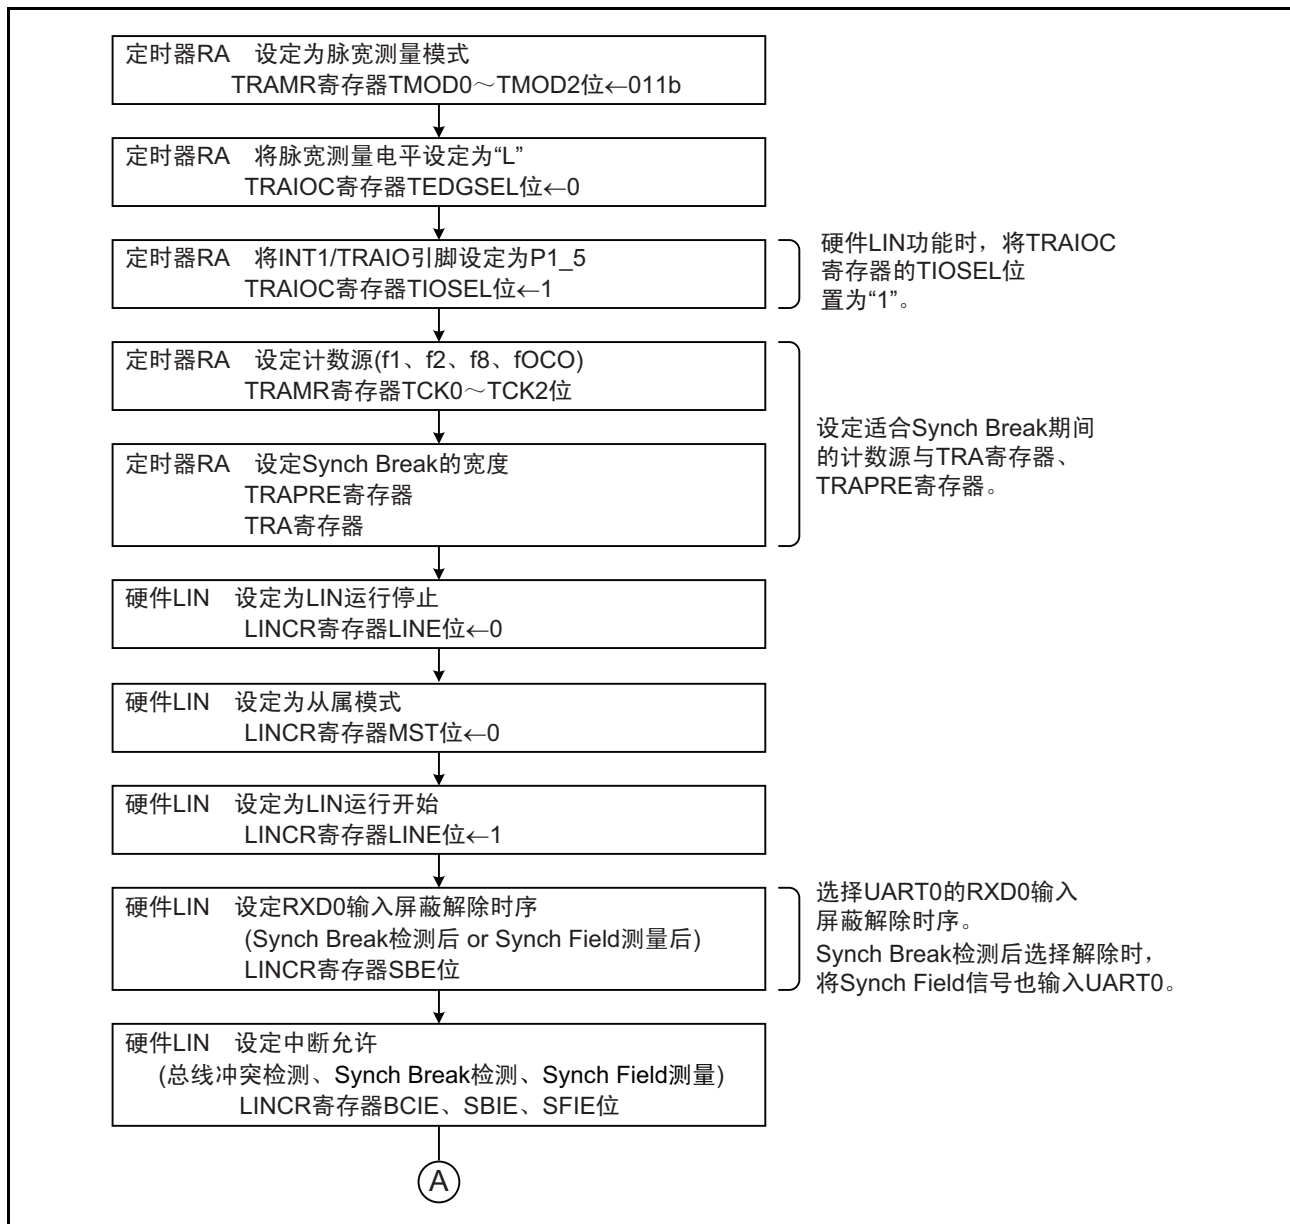 定时器RA 设定为脉宽测量模式
TRAMR寄存器TMOD0～TMOD2位←011b
定时器RA 将脉宽测量电平设定为“L”
TRAIOC寄存器TEDGSEL位←0
定时器RA 将INT1/TRAIO引脚设定为P1_5
TRAIOC寄存器TIOSEL位←1
硬件LIN功能时，将TRAIOC
寄存器的TIOSEL位
置为“1”。
定时器RA 设定计数源(f1、f2、f8、fOCO)
TRAMR寄存器TCK0～TCK2位
定时器RA 设定Synch Break的宽度
TRAPRE寄存器
TRA寄存器
设定适合Synch Break期间
的计数源与TRA寄存器、
TRAPRE寄存器。
硬件LIN 设定为LIN运行停止
LINCR寄存器LINE位←0
硬件LIN 设定为从属模式
LINCR寄存器MST位←0
硬件LIN 设定为LIN运行开始
LINCR寄存器LINE位←1
硬件LIN 设定RXD0输入屏蔽解除时序
(Synch Break检测后 or Synch Field测量后)
LINCR寄存器SBE位
选择UART0的RXD0输入
屏蔽解除时序。
Synch Break检测后选择解除时，
将Synch Field信号也输入UART0。
硬件LIN 设定中断允许
(总线冲突检测、Synch Break检测、Synch Field测量)
LINCR寄存器BCIE、SBIE、SFIE位
A